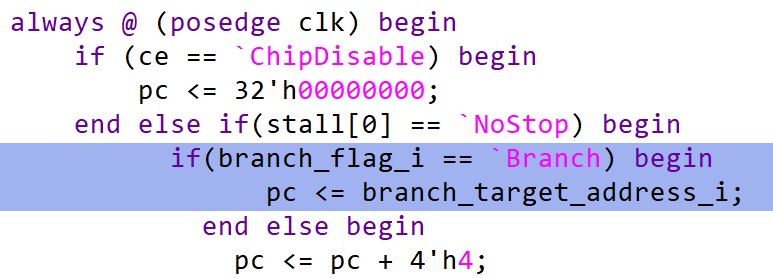 always @ (posedge clk) begin
if (ce == `ChipDisable) begin
pc <= 32'h00000000;
end else if(stall[0] == `NoStop) begin
if(branch_flag_i == `Branch) begin
pc <= branch_target_address_i;
end else begin
pc <= pc + 4'h4;